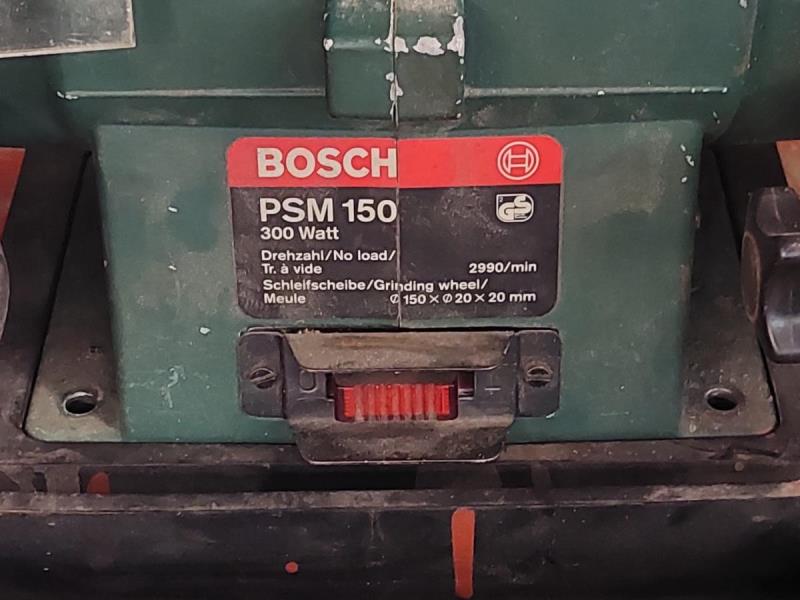 BOSCH
PSM 150
300 Watt
GS
Drehzahl/No load/
Tr. à vide 2990/min
Schleifscheibe/Grinding wheel/
Meule ∅ 150 × ∅ 20 × 20 mm